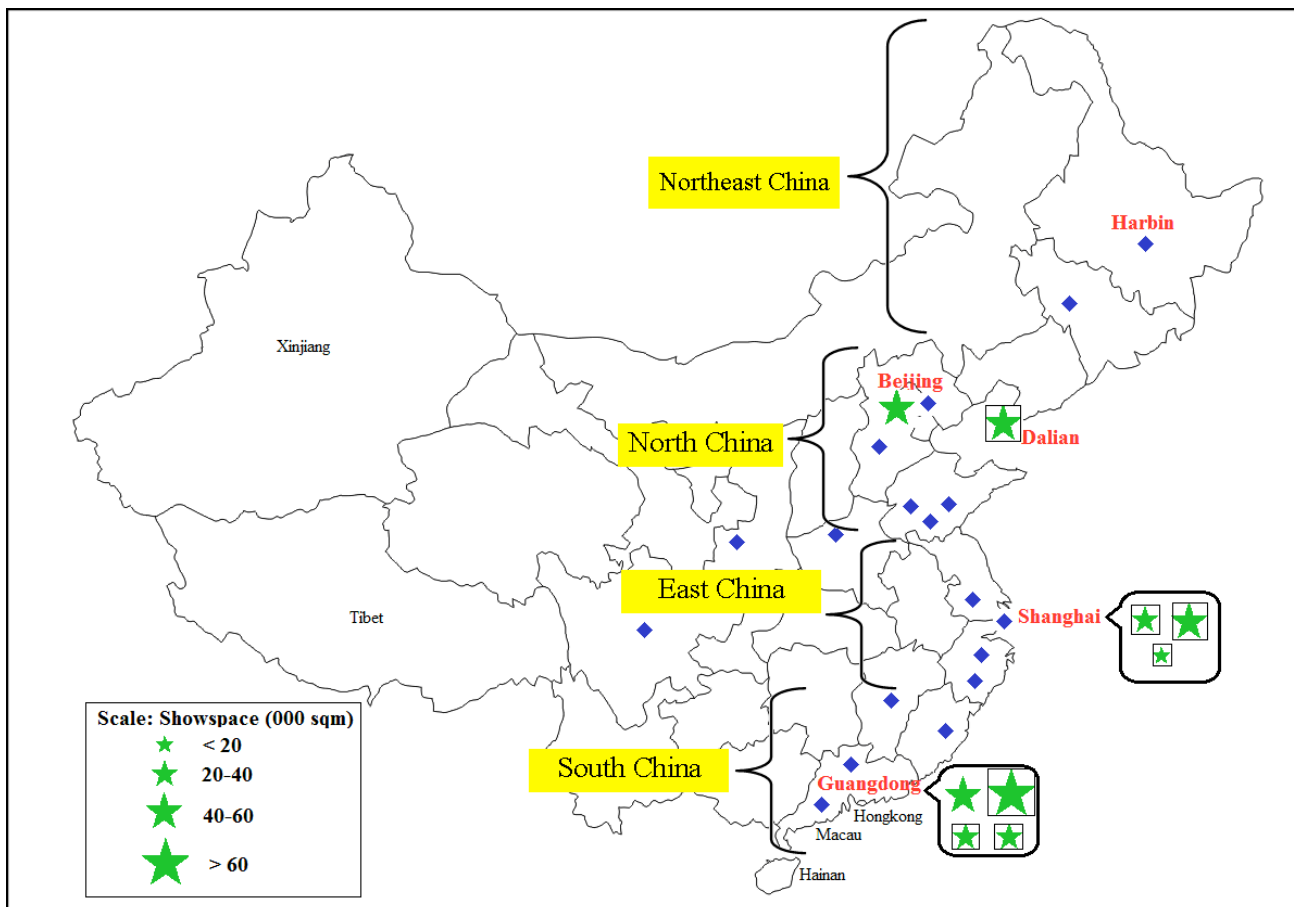 Northeast China
Harbin
Xinjiang
Beijing
North China
Dalian
East China
Tibet
Shanghai
Scale: Showspace (000 sqm)
< 20
20-40
40-60
> 60
South China
Guangdong
Hongkong
Macau
Hainan